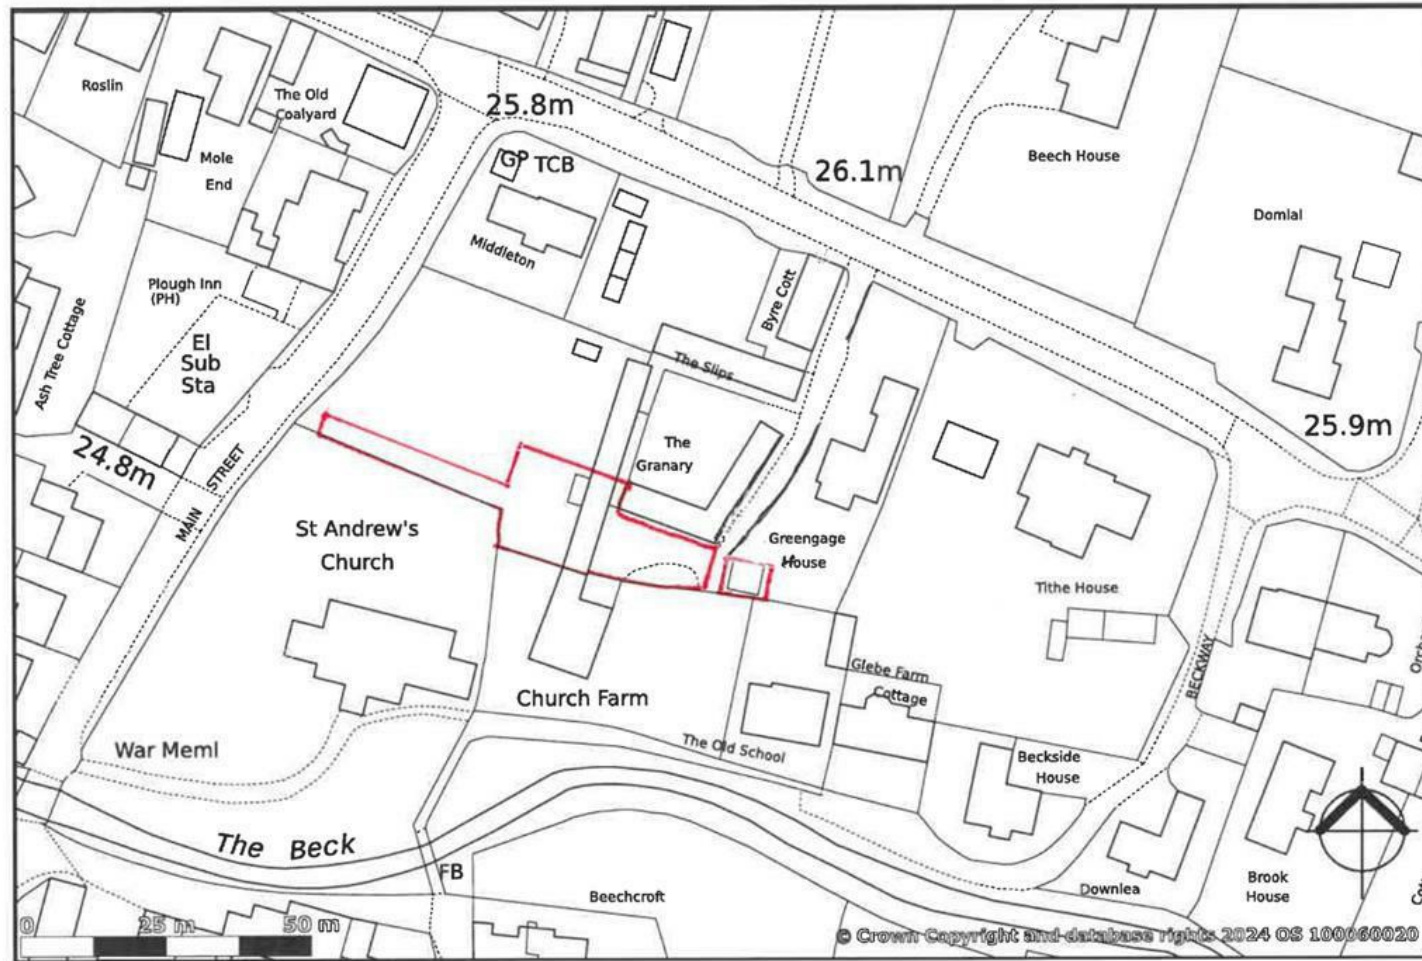 Roslin
The Old
Coalyard
25.8m
Mole
End
GP TCB
26.1m
Beech House
Domlal
Middleton
Plough Inn
(PH)
Byre Cott
Ash Tree Cottage
El
Sub
Sta
The Slips
25.9m
The
Granary
24.8m
MAIN
STREET
St Andrew's
Church
Greengage
House
Tithe House
BECKWAY
Glebe Farm
Cottage
Church Farm
War Meml
The Old School
Beckside
House
The Beck
FB
Beechcroft
Downlea
Brook
House
0 25 m 50 m
© Crown Copyright and database rights 2024 OS 100060020